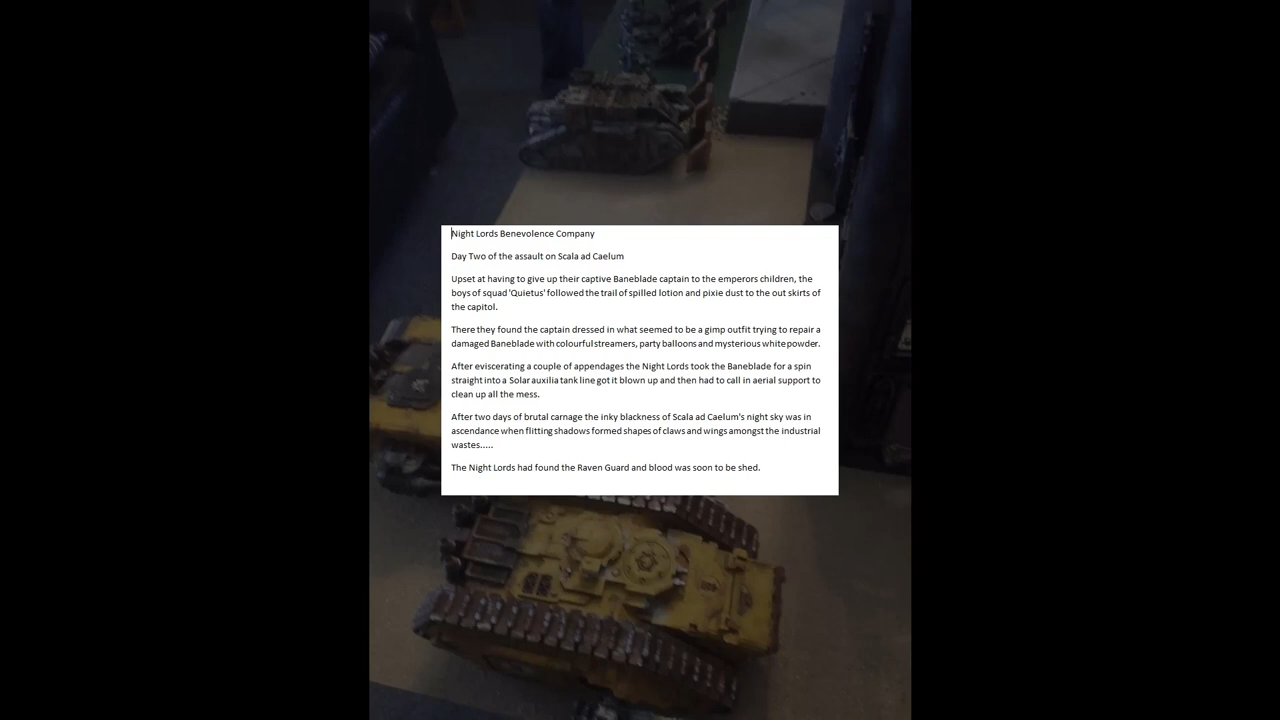 Night Lords Benevolence Company
Day Two of the assault on Scala ad Caelum
Upset at having to give up their captive Baneblade captain to the emperors children, the
boys of squad 'Quietus' followed the trail of spilled lotion and pixie dust to the out skirts of
the capitol.
There they found the captain dressed in what seemed to be a gimp outfit trying to repair a
damaged Baneblade with colourful streamers, party balloons and mysterious white powder.
After eviscerating a couple of appendages the Night Lords took the Baneblade for a spin
straight into a Solar auxilia tank line got it blown up and then had to call in aerial support to
clean up all the mess.
After two days of brutal carnage the inky blackness of Scala ad Caelum's night sky was in
ascendance when flitting shadows formed shapes of claws and wings amongst the industrial
wastes.....
The Night Lords had found the Raven Guard and blood was soon to be shed.